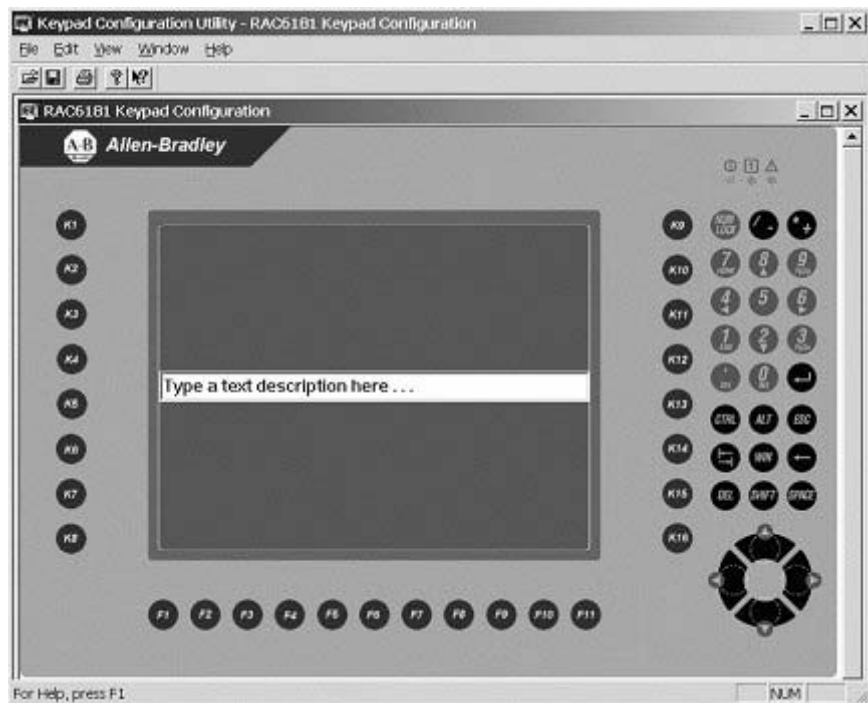 Keypad Configuration Utility - RAC6181 Keypad Configuration
File Edit View Window Help
RAC6181 Keypad Configuration
A-B Allen-Bradley
K1
K2
K3
K4
K5
K6
K7
K8
Type a text description here . . .
K9
K10
K11
K12
K13
K14
K15
K16
NUM LOCK / - * +
7 HOME 8 9
4 5 6
1 2 3
. 0
CTRL ALT ESC
WIN
DEL SHIFT SPACE
F1 F2 F3 F4 F5 F6 F7 F8 F9 F10 F11
For Help, press F1
NUM